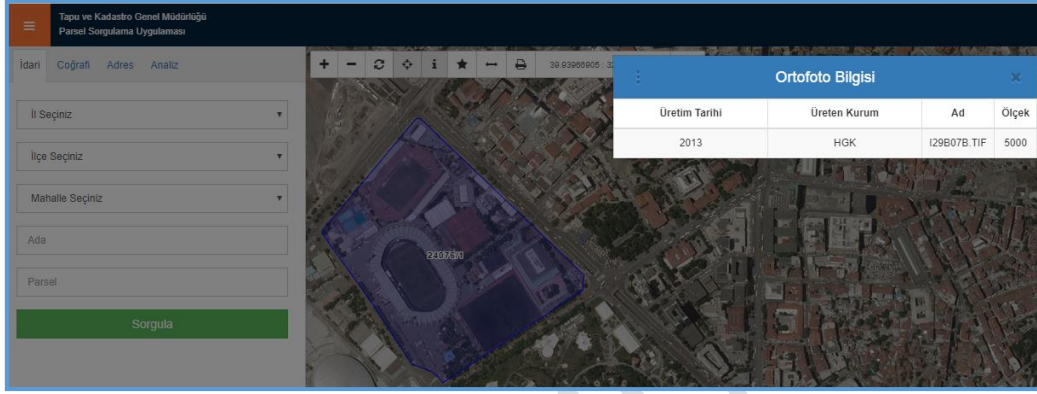 Tapu ve Kadastro Genel Müdürlüğü
Parsel Sorgulama Uygulaması
İdari Coğrafi Adres Analiz
İl Seçiniz
İlçe Seçiniz
Mahalle Seçiniz
Ada
Parsel
Sorgula
39.93966905 : 32
Ortofoto Bilgisi
Üretim Tarihi Üreten Kurum Ad Ölçek
2013 HGK I29B07B.TIF 5000